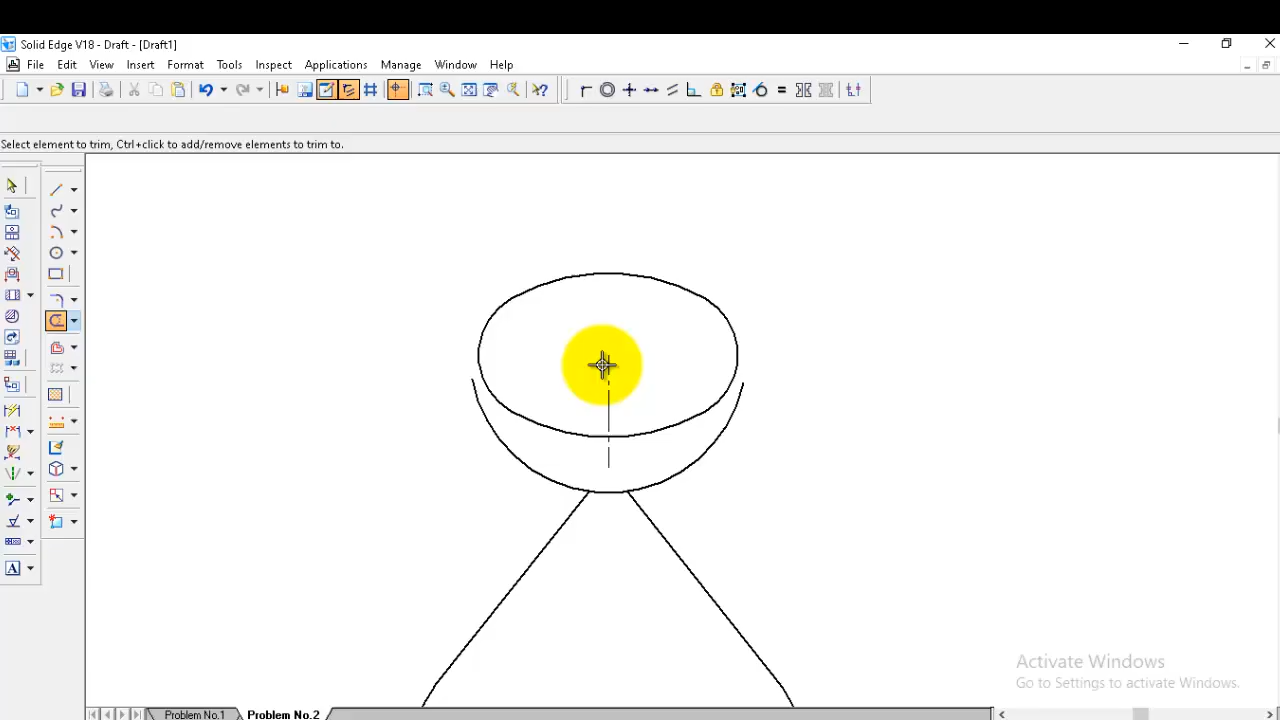 Solid Edge V18 - Draft - [Draft1]
File Edit View Insert Format Tools Inspect Applications Manage Window Help
Select element to trim, Ctrl+click to add/remove elements to trim to.
A
Activate Windows
Go to Settings to activate Windows.
Problem No.1 Problem No.2